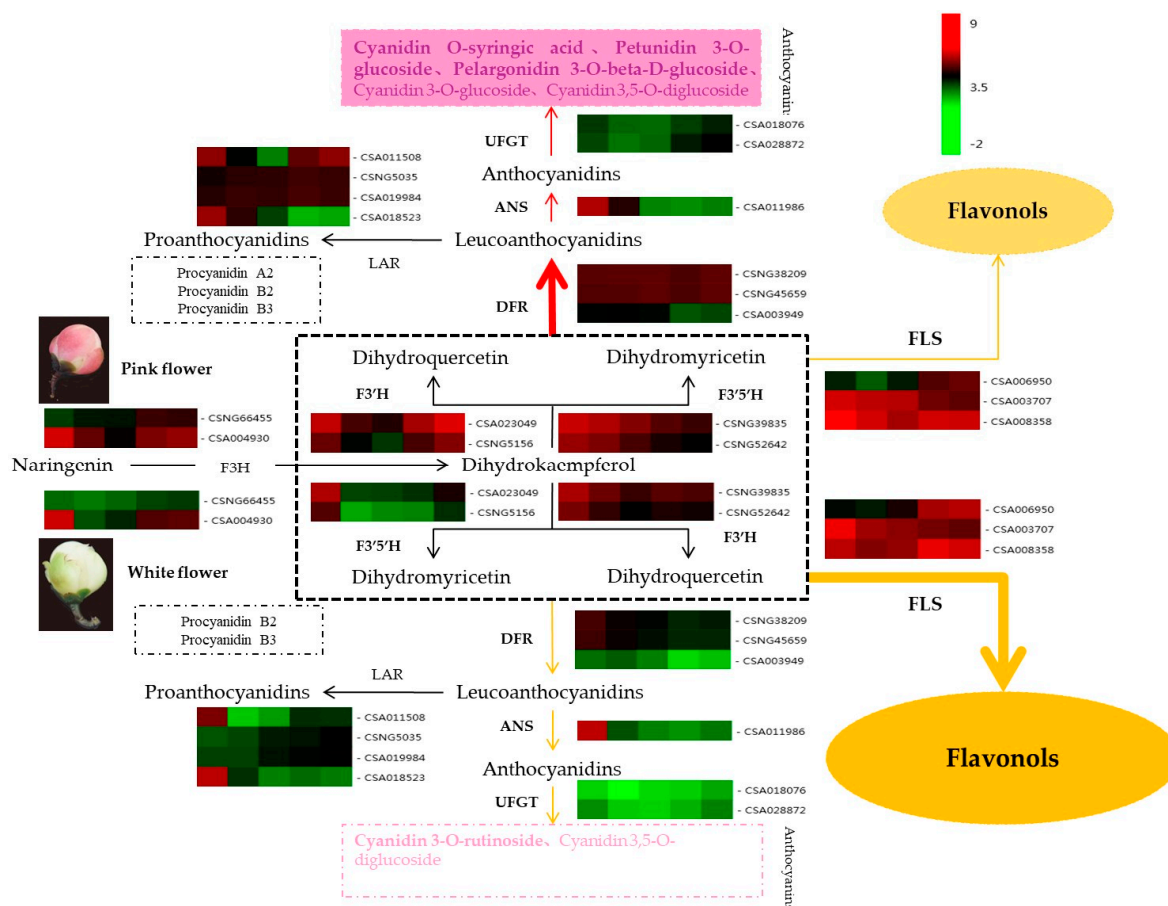 Cyanidin O-syringic acid、Petunidin 3-O-
glucoside、Pelargonidin 3-O-beta-D-glucoside、
Cyanidin 3-O-glucoside、Cyanidin 3,5-O-diglucoside
Anthocyanin
9
3.5
-2
UFGT
- CSA018076
- CSA028872
Anthocyanidins
- CSA011508
- CSNG5035
- CSA019984
- CSA018523
ANS
- CSA011986
Flavonols
Proanthocyanidins
Leucoanthocyanidins
LAR
Procyanidin A2
Procyanidin B2
Procyanidin B3
DFR
- CSNG38209
- CSNG45659
- CSA003949
FLS
Pink flower
Dihydroquercetin
Dihydromyricetin
F3'H
F3'5'H
- CSA006950
- CSA003707
- CSA008358
- CSNG66455
- CSA004930
- CSA023049
- CSNG5156
- CSNG39835
- CSNG52642
Naringenin
F3H
Dihydrokaempferol
- CSNG66455
- CSA004930
- CSA023049
- CSNG5156
- CSNG39835
- CSNG52642
- CSA006950
- CSA003707
- CSA008358
F3'5'H
F3'H
White flower
Dihydromyricetin
Dihydroquercetin
FLS
Procyanidin B2
Procyanidin B3
DFR
- CSNG38209
- CSNG45659
- CSA003949
LAR
Proanthocyanidins
Leucoanthocyanidins
- CSA011508
- CSNG5035
- CSA019984
- CSA018523
ANS
- CSA011986
Anthocyanidins
Flavonols
UFGT
- CSA018076
- CSA028872
Cyanidin 3-O-rutinoside、Cyanidin 3,5-O-
diglucoside
Anthocyanin